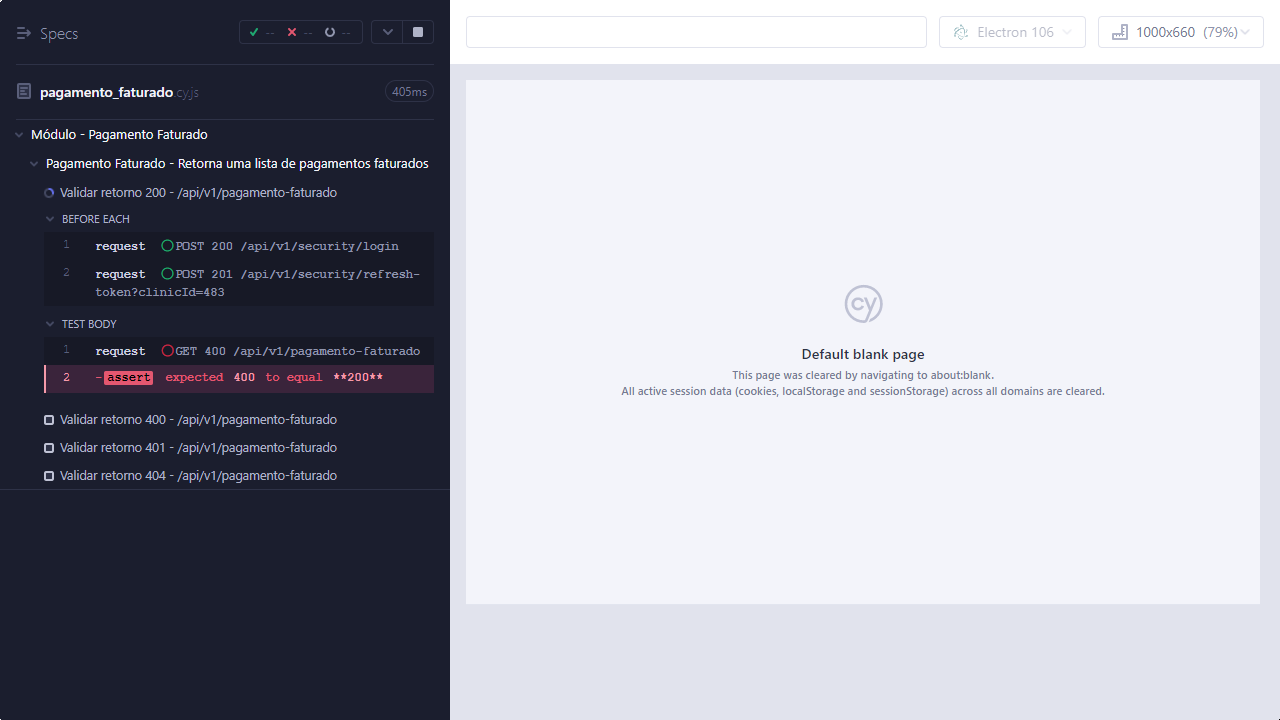 Specs
--
--
--
Electron 106
1000x660 (79%)
pagamento_faturado.cy.js
405ms
Módulo - Pagamento Faturado
Pagamento Faturado - Retorna uma lista de pagamentos faturados
Validar retorno 200 - /api/v1/pagamento-faturado
BEFORE EACH
1 request POST 200 /api/v1/security/login
2 request POST 201 /api/v1/security/refresh-
token?clinicId=483
TEST BODY
1 request GET 400 /api/v1/pagamento-faturado
2 -assert expected 400 to equal **200**
Validar retorno 400 - /api/v1/pagamento-faturado
Validar retorno 401 - /api/v1/pagamento-faturado
Validar retorno 404 - /api/v1/pagamento-faturado
cy
Default blank page
This page was cleared by navigating to about:blank.
All active session data (cookies, localStorage and sessionStorage) across all domains are cleared.